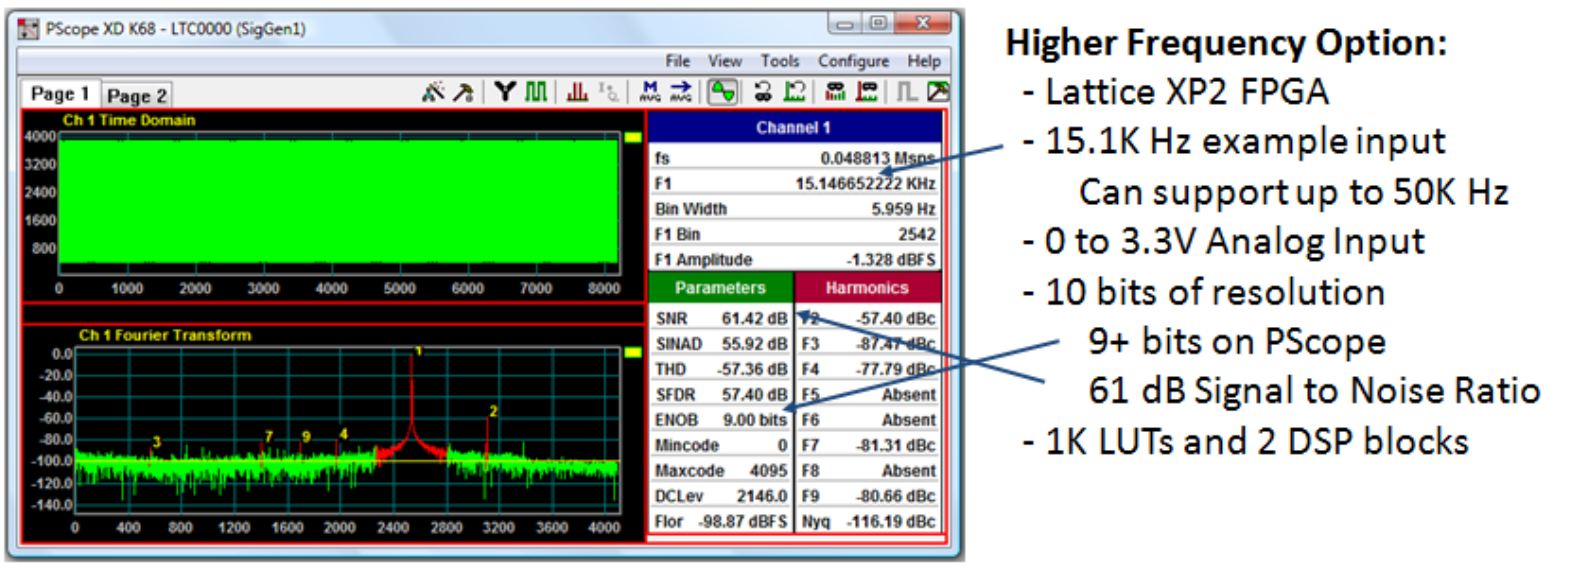 PScope XD K68 - LTC0000 (SigGen1)
File View Tools Configure Help
Page 1 Page 2
M AVG AVG
Ch 1 Time Domain
4000
3200
2400
1600
800
0 1000 2000 3000 4000 5000 6000 7000 8000
Ch 1 Fourier Transform
0.0
-20.0
-40.0
-60.0
-80.0
-100.0
-120.0
-140.0
1
2
3
7
9
4
0 400 800 1200 1600 2000 2400 2800 3200 3600 4000
Channel 1
fs 0.048813 Msps
F1 15.146652222 KHz
Bin Width 5.959 Hz
F1 Bin 2542
F1 Amplitude -1.328 dBFS
Parameters Harmonics
SNR 61.42 dB F2 -57.40 dBc
SINAD 55.92 dB F3 -87.47 dBc
THD -57.36 dB F4 -77.79 dBc
SFDR 57.40 dB F5 Absent
ENOB 9.00 bits F6 Absent
Mincode 0 F7 -81.31 dBc
Maxcode 4095 F8 Absent
DCLev 2146.0 F9 -80.66 dBc
Flor -98.87 dBFS Nyq -116.19 dBc
Higher Frequency Option:
- Lattice XP2 FPGA
- 15.1K Hz example input
Can support up to 50K Hz
- 0 to 3.3V Analog Input
- 10 bits of resolution
9+ bits on PScope
61 dB Signal to Noise Ratio
- 1K LUTs and 2 DSP blocks